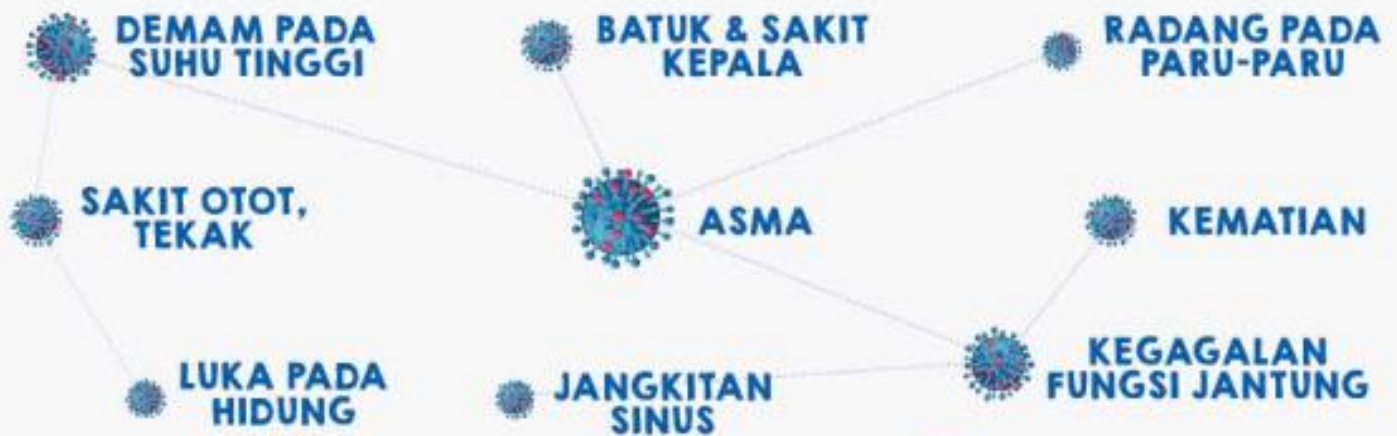 DEMAM PADA
SUHU TINGGI
BATUK & SAKIT
KEPALA
RADANG PADA
PARU-PARU
SAKIT OTOT,
TEKAK
ASMA
KEMATIAN
LUKA PADA
HIDUNG
JANGKITAN
SINUS
KEGAGALAN
FUNGSI JANTUNG